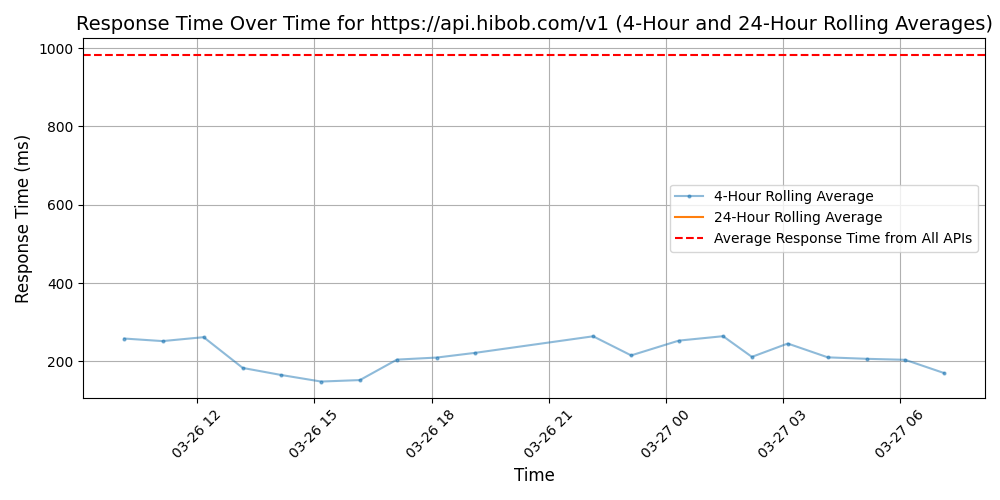 Response Time Over Time for https://api.hibob.com/v1 (4-Hour and 24-Hour Rolling Averages)
1000
800
600
400
200
Response Time (ms)
4-Hour Rolling Average
24-Hour Rolling Average
Average Response Time from All APIs
03-26 12
03-26 15
03-26 18
03-26 21
03-27 00
03-27 03
03-27 06
Time